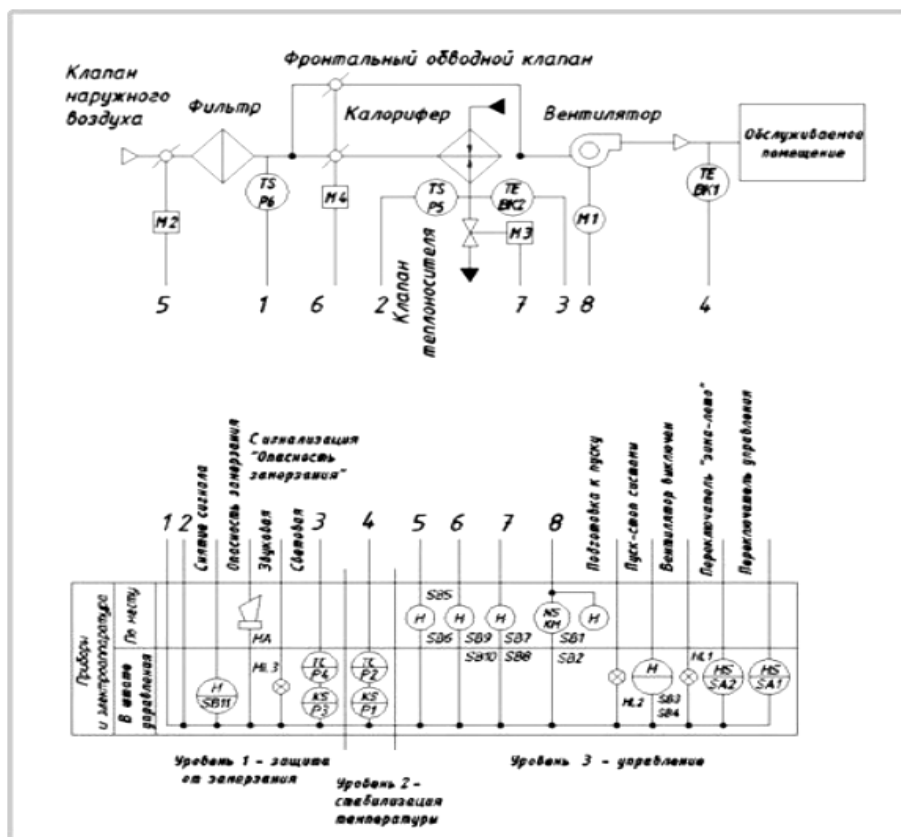 Фронтальный обводной клапан
Клапан
наружного
воздуха
Фильтр
Калорифер
Вентилятор
Обслуживаемое
помещение
TS
P6
M4
TS
P5
TE
BK2
TE
BK1
M2
M3
M1
5
1
6
2
Клапан
теплоносителя
7
3
8
4
1
2
Снятие сигнала
Опасность замерзания
Сигнализация
"Опасность
замерзания"
Звуковая
Световая
3
4
5
6
7
8
Подготовка к пуску
Пуск-стоп системы
Вентилятор выключен
Переключатель "зима-лето"
Переключатель управления
Приборы
и электроаппаратура
По месту
В щите
управления
HA
SB5
H
SB6
H
SB9
SB10
H
SB7
SB8
NS
KM
SB1
SB2
H
H
SB11
HL3
TC
P4
KS
P3
TC
P2
KS
P1
HL2
H
SB3
SB4
HL1
HS
SA2
HS
SA1
Уровень 1 - защита
от замерзания
Уровень 2 -
стабилизация
температуры
Уровень 3 - управление